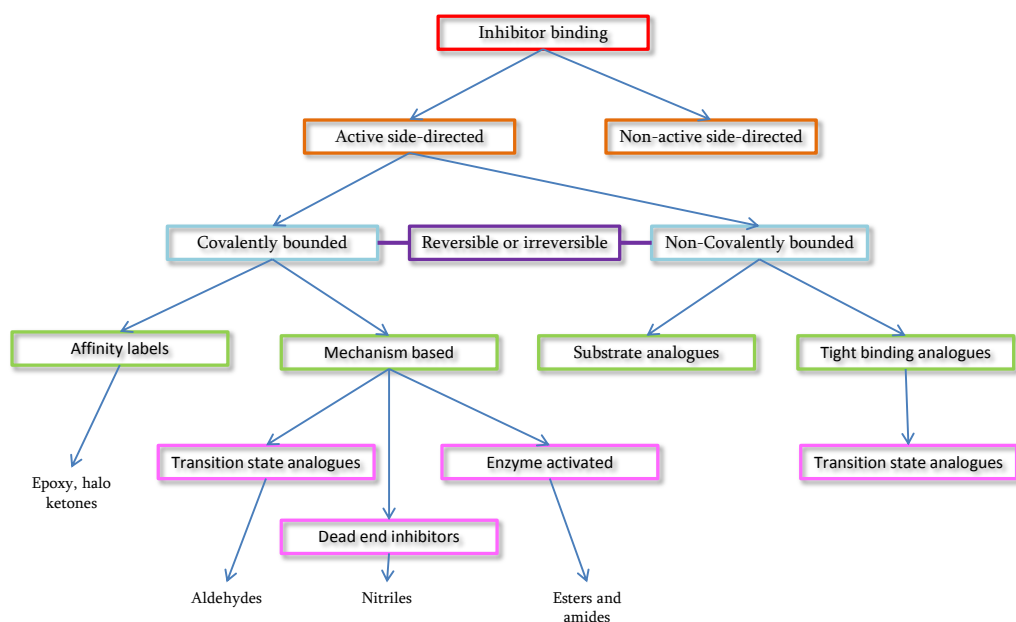 Inhibitor binding
Active side-directed
Non-active side-directed
Covalently bounded
Reversible or irreversible
Non-Covalently bounded
Affinity labels
Mechanism based
Substrate analogues
Tight binding analogues
Transition state analogues
Enzyme activated
Transition state analogues
Epoxy, halo
ketones
Dead end inhibitors
Aldehydes
Nitriles
Esters and
amides